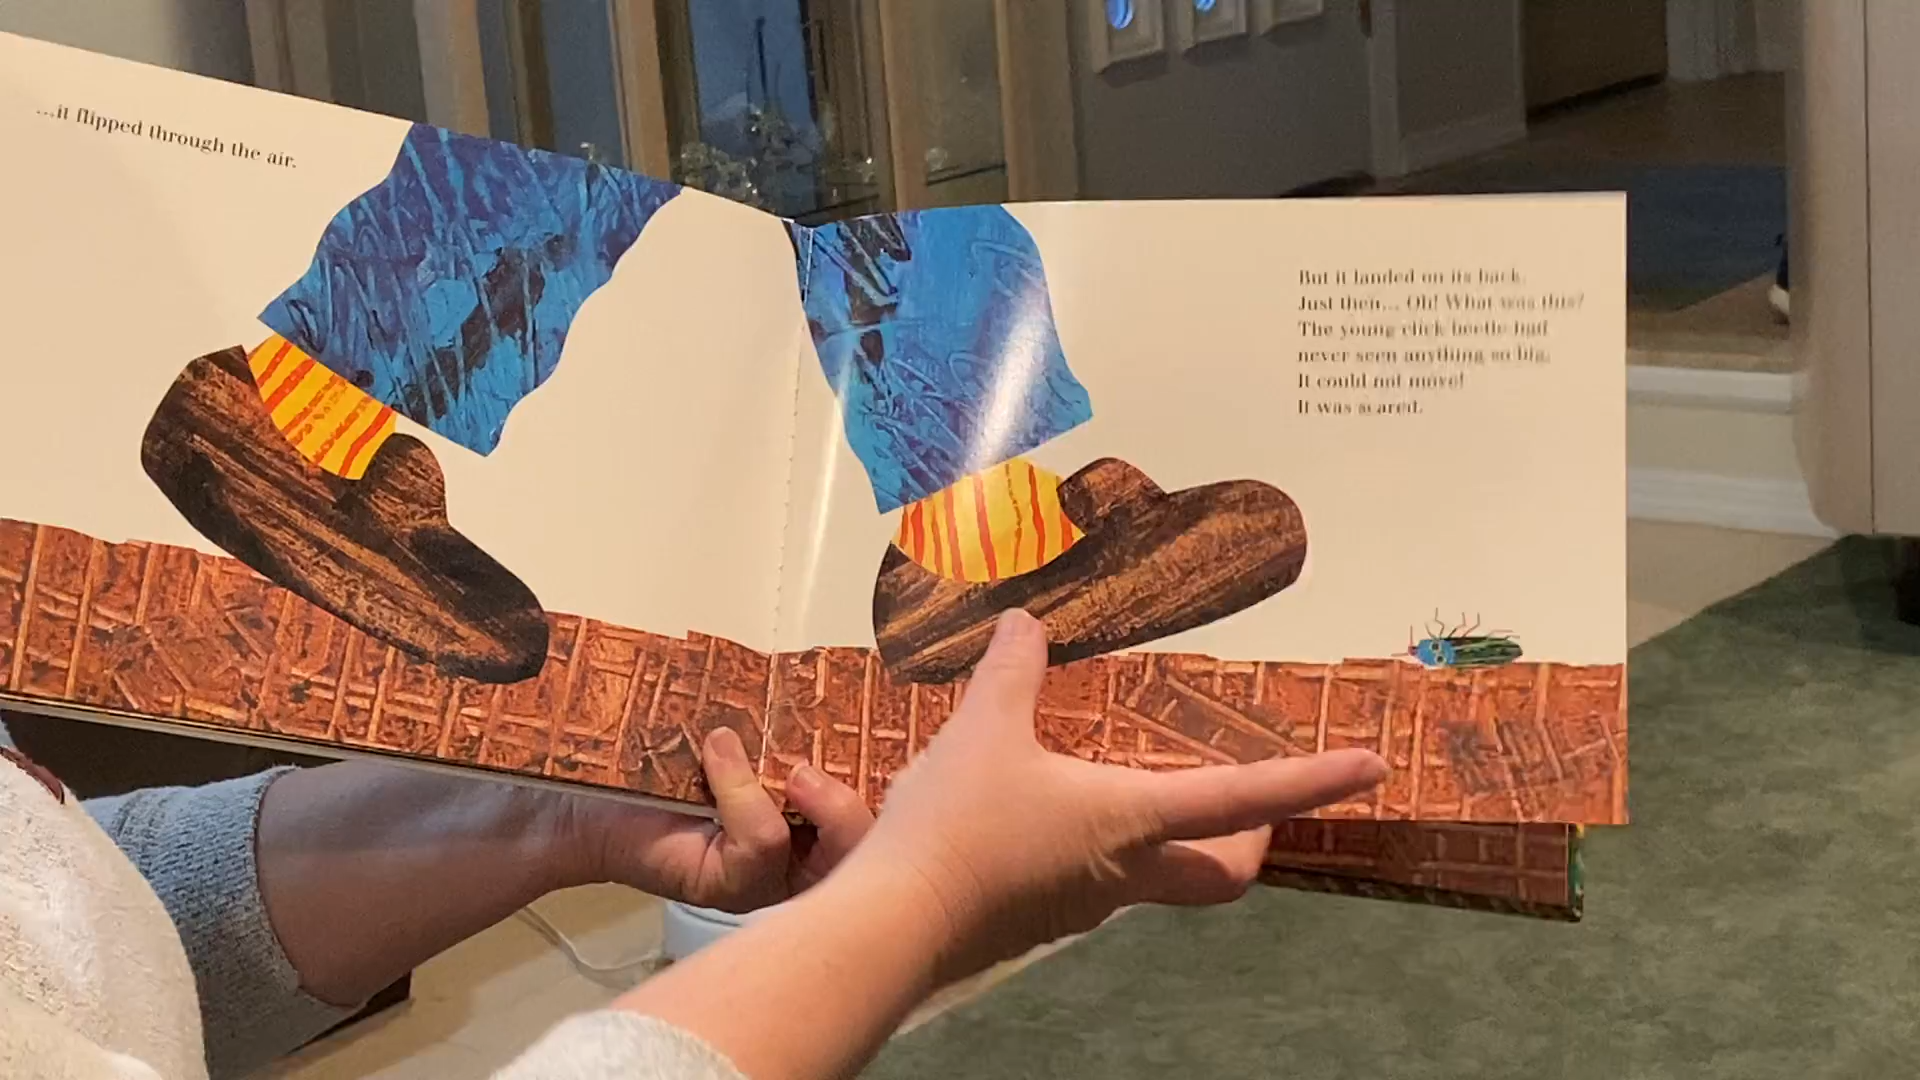 ...it flipped through the air.
But it landed on its back.
Just then... Oh! What was this?
The young click beetle had
never seen anything so big.
It could not move!
It was scared.